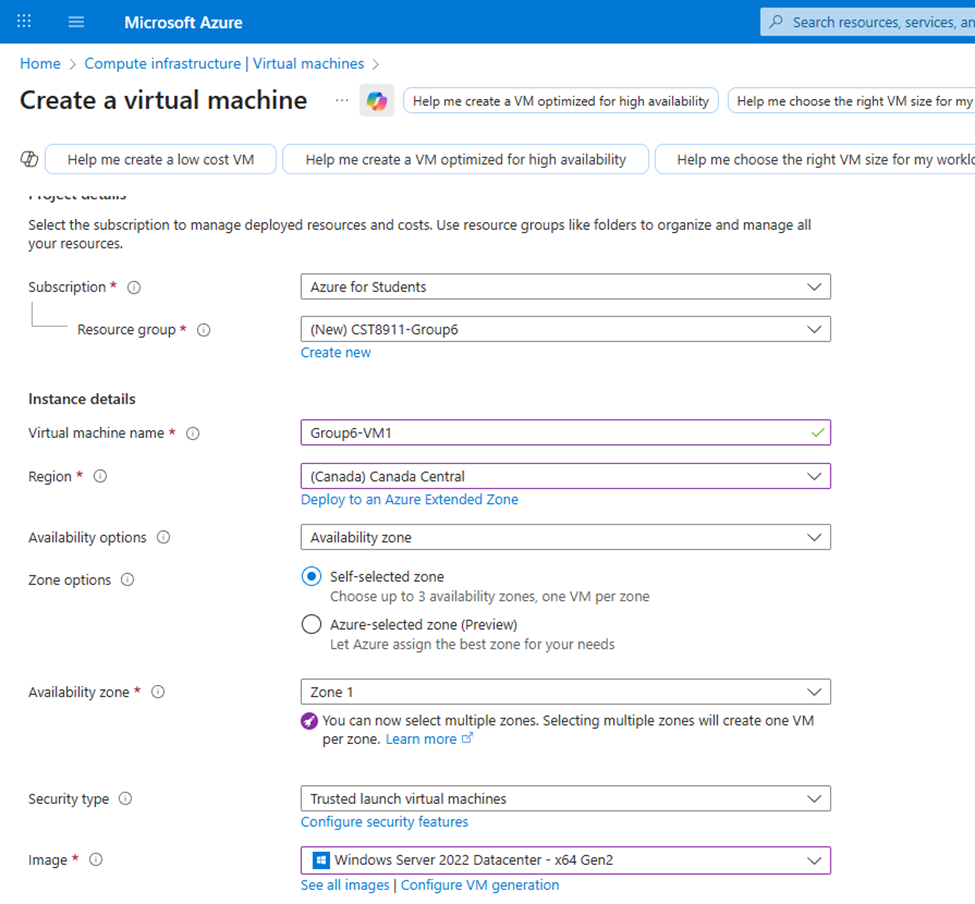 Microsoft Azure
Search resources, services, an
Home > Compute infrastructure | Virtual machines >
Create a virtual machine ...
Help me create a VM optimized for high availability
Help me choose the right VM size for my
Help me create a low cost VM
Help me create a VM optimized for high availability
Help me choose the right VM size for my worklo
Project details
Select the subscription to manage deployed resources and costs. Use resource groups like folders to organize and manage all
your resources.
Subscription *
Azure for Students
Resource group *
(New) CST8911-Group6
Create new
Instance details
Virtual machine name *
Group6-VM1
Region *
(Canada) Canada Central
Deploy to an Azure Extended Zone
Availability options
Availability zone
Zone options
Self-selected zone
Choose up to 3 availability zones, one VM per zone
Azure-selected zone (Preview)
Let Azure assign the best zone for your needs
Availability zone *
Zone 1
You can now select multiple zones. Selecting multiple zones will create one VM
per zone. Learn more
Security type
Trusted launch virtual machines
Configure security features
Image *
Windows Server 2022 Datacenter - x64 Gen2
See all images | Configure VM generation